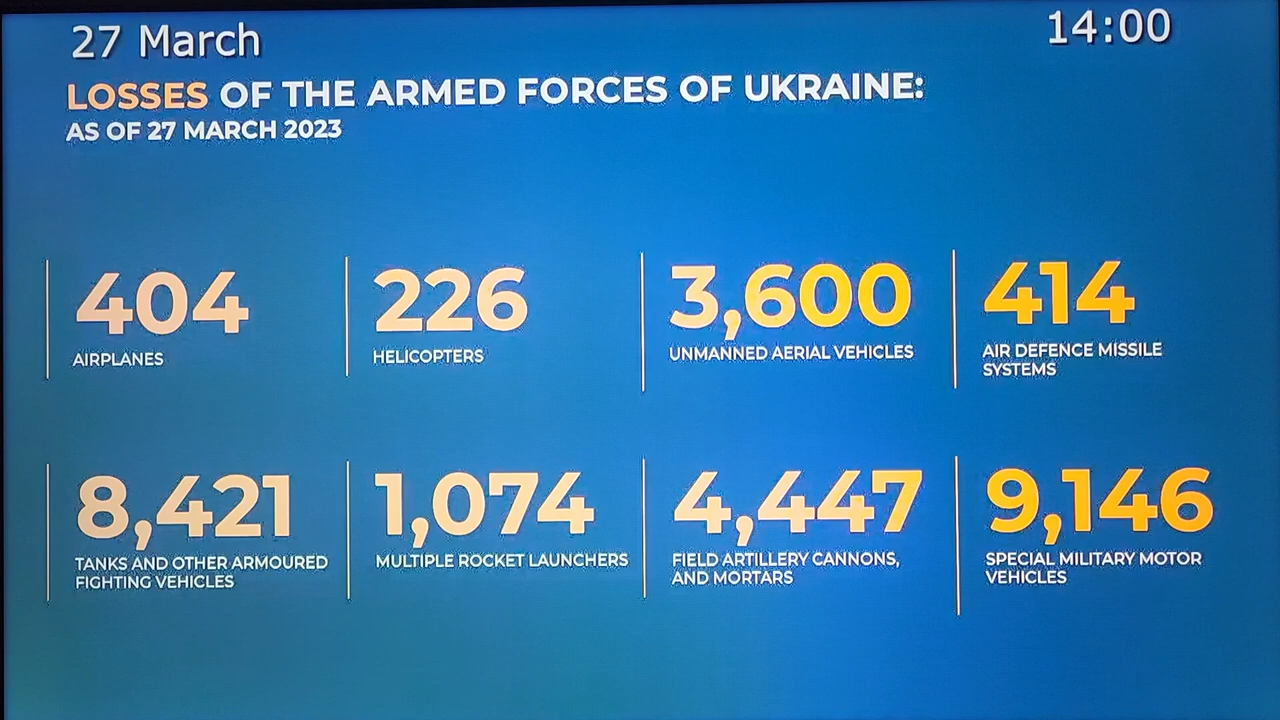 27 March
14:00
LOSSES OF THE ARMED FORCES OF UKRAINE:
AS OF 27 MARCH 2023
404
AIRPLANES
226
HELICOPTERS
3,600
UNMANNED AERIAL VEHICLES
414
AIR DEFENCE MISSILE
SYSTEMS
8,421
TANKS AND OTHER ARMOURED
FIGHTING VEHICLES
1,074
MULTIPLE ROCKET LAUNCHERS
4,447
FIELD ARTILLERY CANNONS,
AND MORTARS
9,146
SPECIAL MILITARY MOTOR
VEHICLES